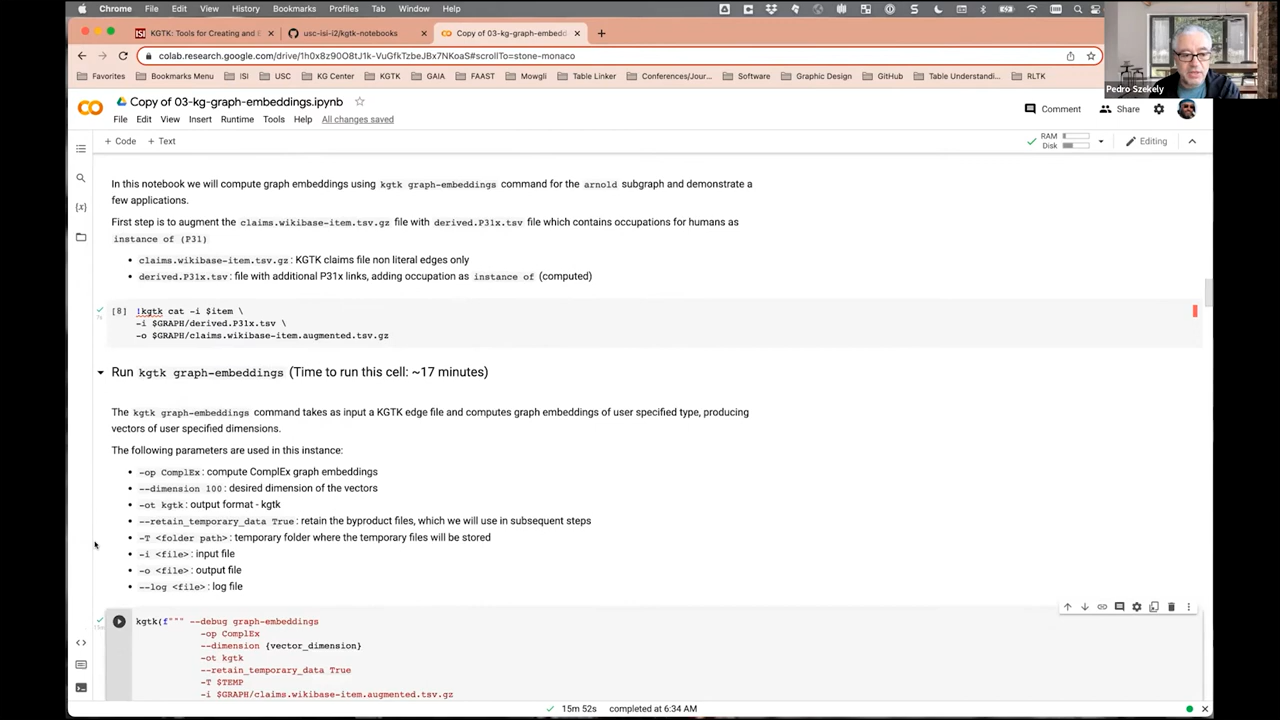 Chrome File Edit View History Bookmarks Profiles Tab Window Help
KGTK: Tools for Creating and E
usc-isi-i2/kgtk-notebooks
Copy of 03-kg-graph-embedd
colab.research.google.com/drive/1h0x8z90O8tJ1k-VuGfkTzbeJBx7NKoaS#scrollTo=stone-monaco
Favorites Bookmarks Menu ISI USC KG Center KGTK GAIA FAAST Mowgli Table Linker Conferences/Jour... Software Graphic Design GitHub Table Understandi... RLTK
Pedro Szekely
Copy of 03-kg-graph-embeddings.ipynb
Comment Share
File Edit View Insert Runtime Tools Help All changes saved
+ Code + Text
RAM
Disk
Editing
In this notebook we will compute graph embeddings using kgtk graph-embeddings command for the arnold subgraph and demonstrate a
few applications.
First step is to augment the claims.wikibase-item.tsv.gz file with derived.P31x.tsv file which contains occupations for humans as
instance of (P31)
• claims.wikibase-item.tsv.gz: KGTK claims file non literal edges only
• derived.P31x.tsv: file with additional P31x links, adding occupation as instance of (computed)
[8] !kgtk cat -i $item \
-i $GRAPH/derived.P31x.tsv \
-o $GRAPH/claims.wikibase-item.augmented.tsv.gz
Run kgtk graph-embeddings (Time to run this cell: ~17 minutes)
The kgtk graph-embeddings command takes as input a KGTK edge file and computes graph embeddings of user specified type, producing
vectors of user specified dimensions.
The following parameters are used in this instance:
• -op ComplEx: compute ComplEx graph embeddings
• --dimension 100: desired dimension of the vectors
• -ot kgtk: output format - kgtk
• --retain_temporary_data True: retain the byproduct files, which we will use in subsequent steps
• -T <folder path>: temporary folder where the temporary files will be stored
• -i <file>: input file
• -o <file>: output file
• --log <file>: log file
kgtk(f""" --debug graph-embeddings
-op ComplEx
--dimension {vector_dimension}
-ot kgtk
--retain_temporary_data True
-T $TEMP
-i $GRAPH/claims.wikibase-item.augmented.tsv.gz
15m 52s completed at 6:34 AM